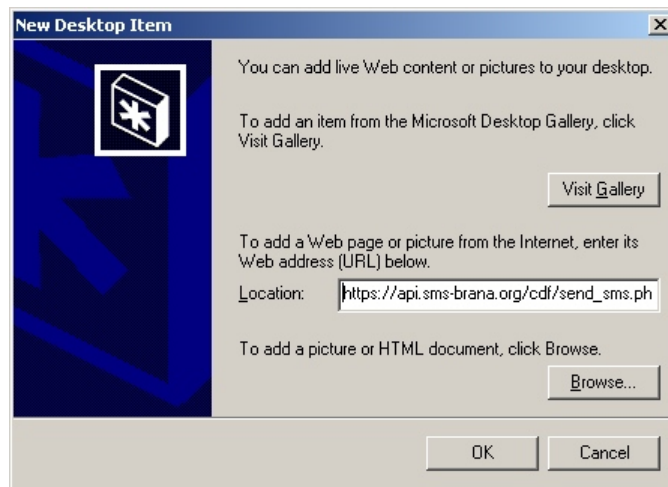 New Desktop Item
You can add live Web content or pictures to your desktop.
To add an item from the Microsoft Desktop Gallery, click
Visit Gallery.
Visit Gallery
To add a Web page or picture from the Internet, enter its
Web address (URL) below.
Location: https://api.sms-brana.org/cdf/send_sms.ph
To add a picture or HTML document, click Browse.
Browse...
OK Cancel